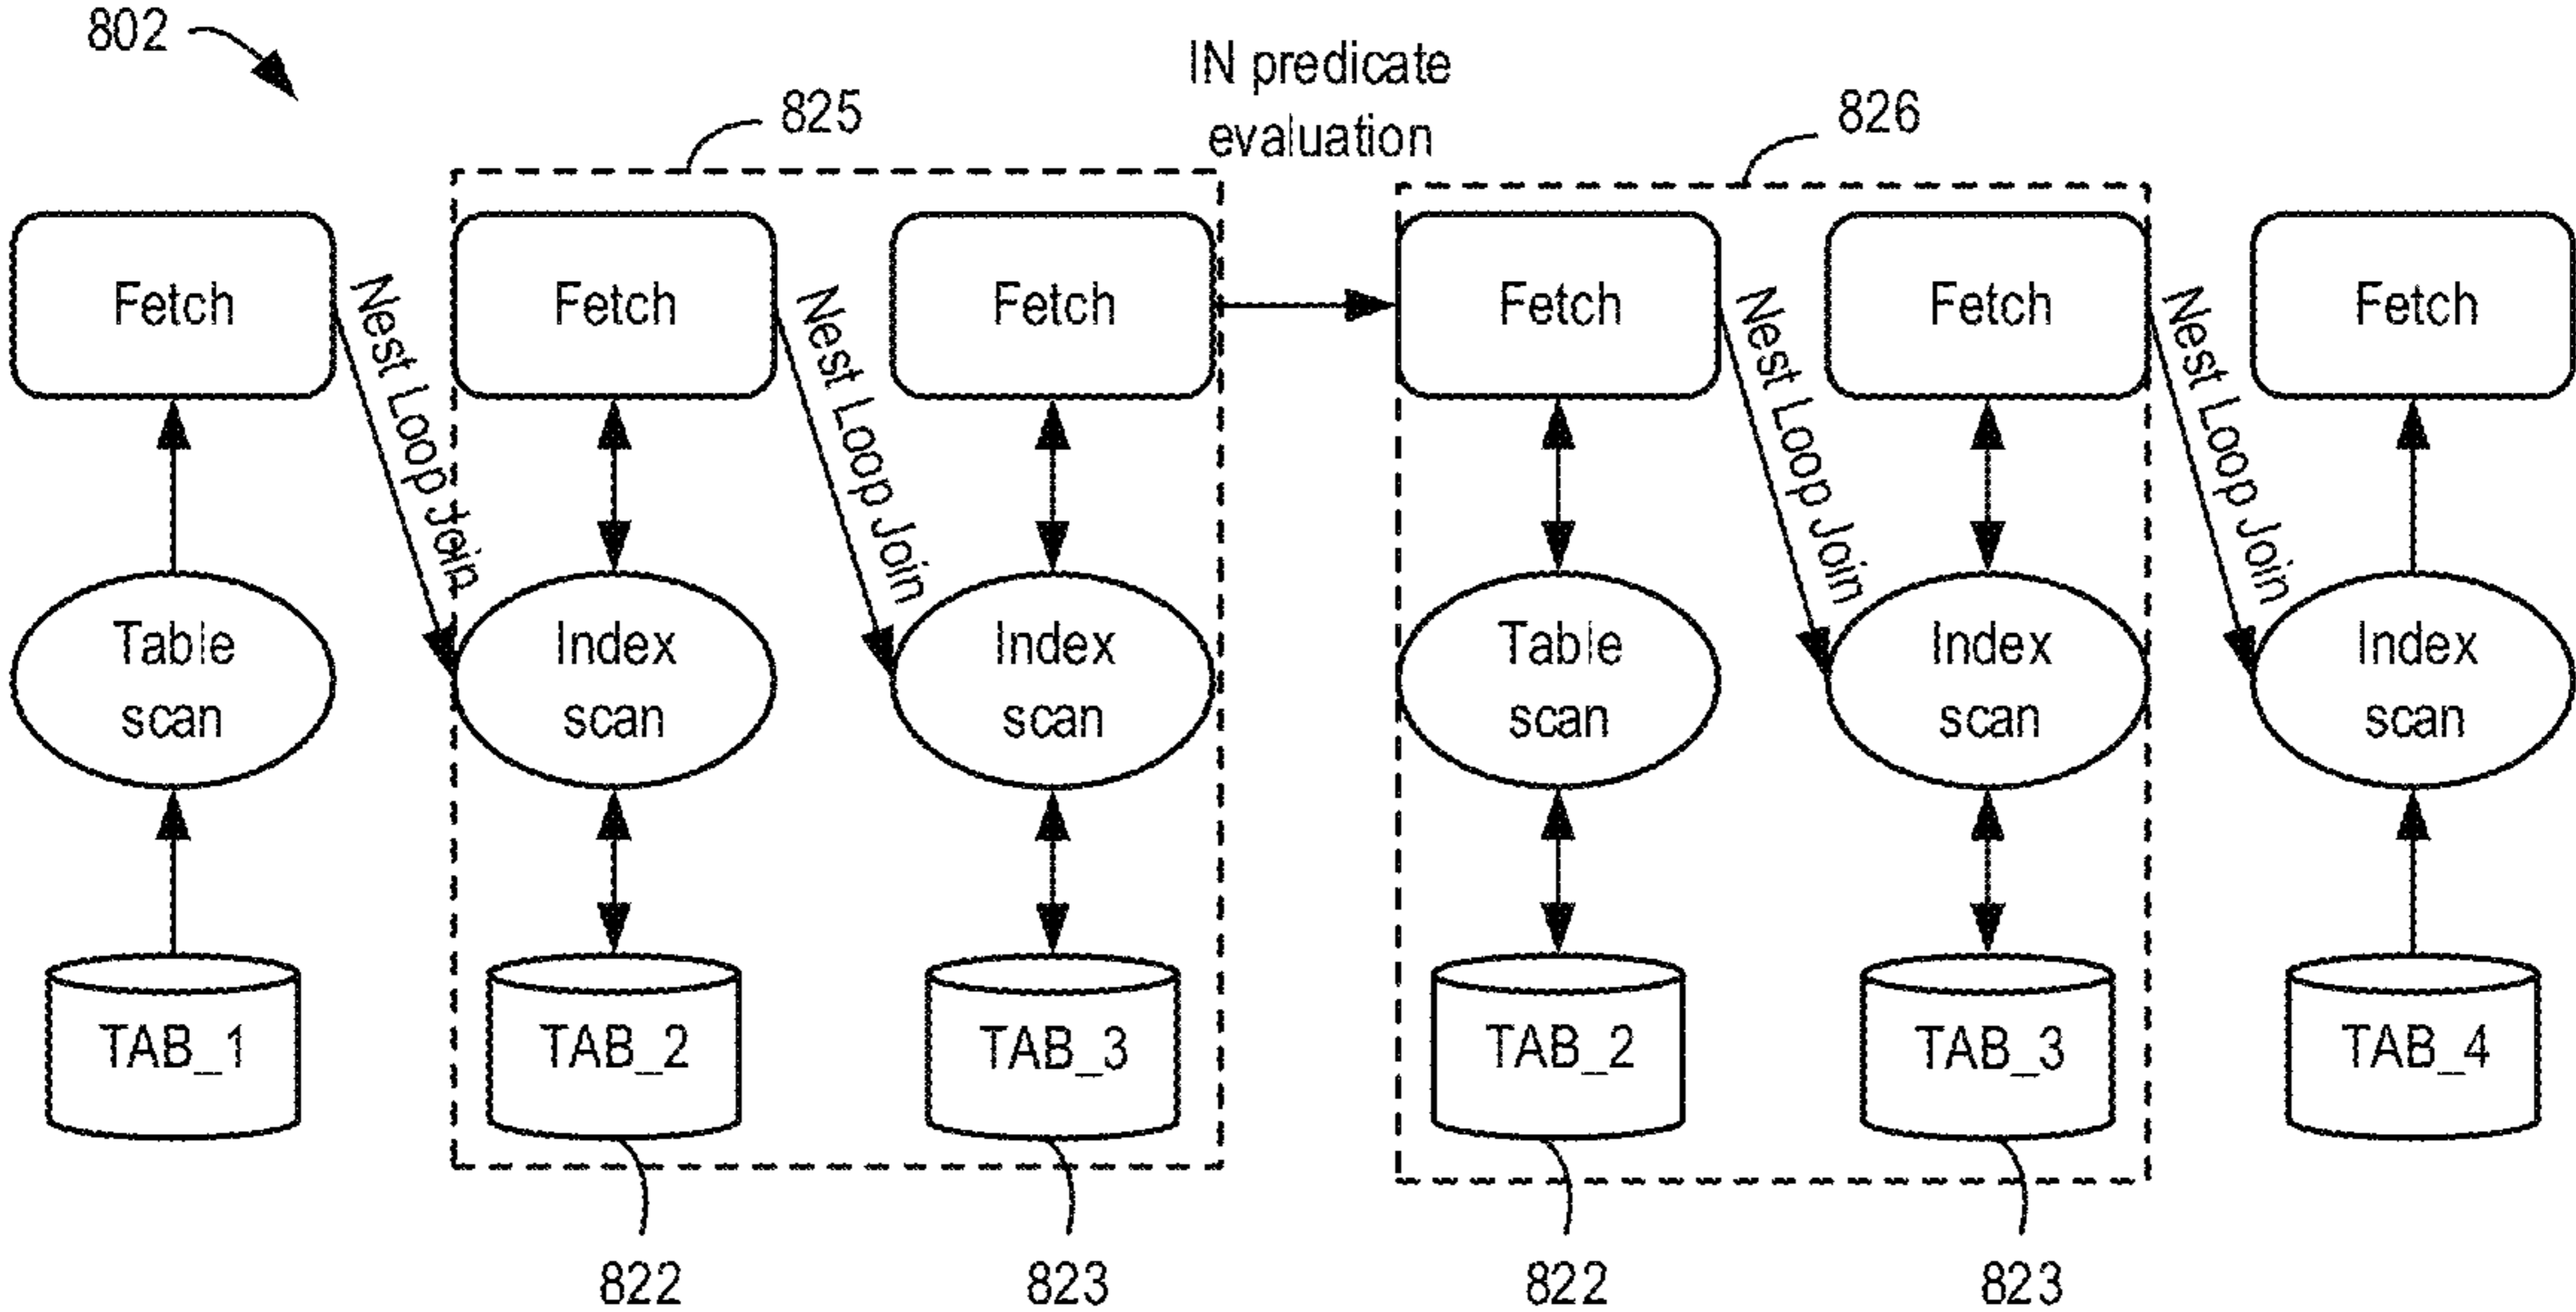 802
IN predicate
evaluation
825
826
Fetch
Fetch
Fetch
Fetch
Fetch
Fetch
Nest Loop Join
Nest Loop Join
Nest Loop Join
Nest Loop Join
Table
scan
Index
scan
Index
scan
Table
scan
Index
scan
Index
scan
TAB_1
TAB_2
TAB_3
TAB_2
TAB_3
TAB_4
822
823
822
823